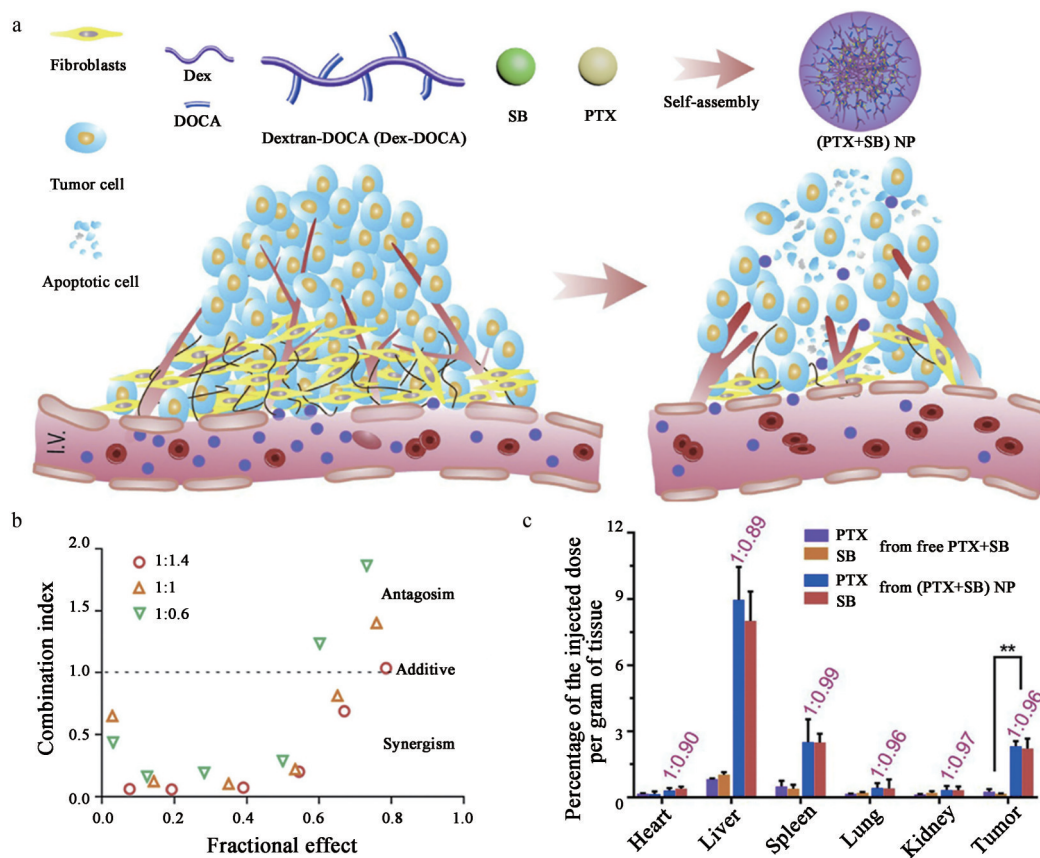 a
Fibroblasts
Dex
DOCA
Dextran-DOCA (Dex-DOCA)
SB
PTX
Self-assembly
(PTX+SB) NP
Tumor cell
Apoptotic cell
I.V.
b
2.0
1.5
1.0
0.5
0.0
Combination index
1:1.4
1:1
1:0.6
Antagosim
Additive
Synergism
0.0 0.2 0.4 0.6 0.8 1.0
Fractional effect
c
12
9
6
3
0
Percentage of the injected dose
per gram of tissue
PTX
SB
from free PTX+SB
PTX
SB
from (PTX+SB) NP
1:0.90
1:0.89
1:0.99
1:0.96
1:0.97
1:0.96
**
Heart
Liver
Spleen
Lung
Kidney
Tumor